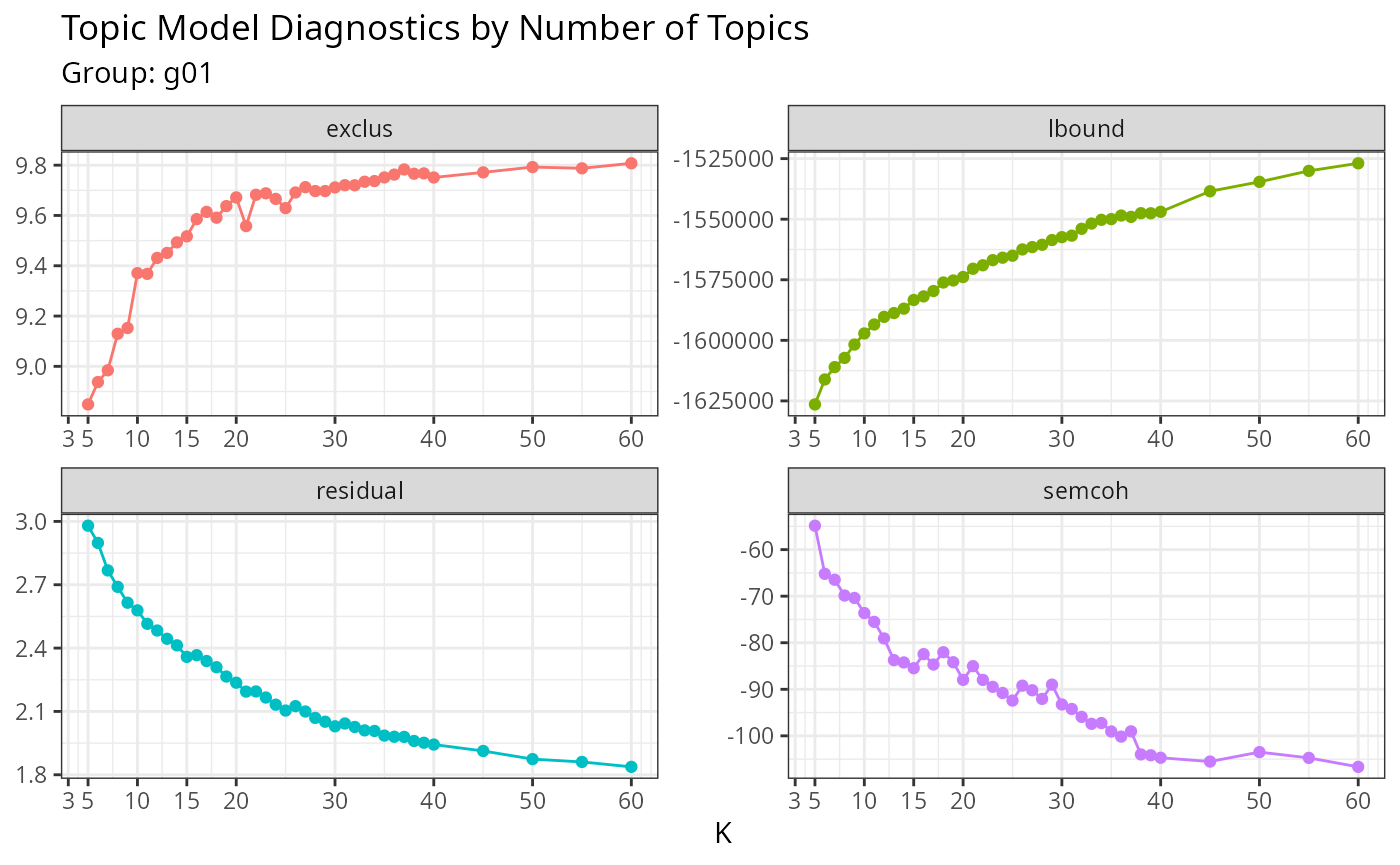 Topic Model Diagnostics by Number of Topics
Group: g01
exclus
9.8
9.6
9.4
9.2
9.0
3 5 10 15 20 30 40 50 60
lbound
-1525000
-1550000
-1575000
-1600000
-1625000
3 5 10 15 20 30 40 50 60
residual
3.0
2.7
2.4
2.1
1.8
3 5 10 15 20 30 40 50 60
semcoh
-60
-70
-80
-90
-100
3 5 10 15 20 30 40 50 60
K